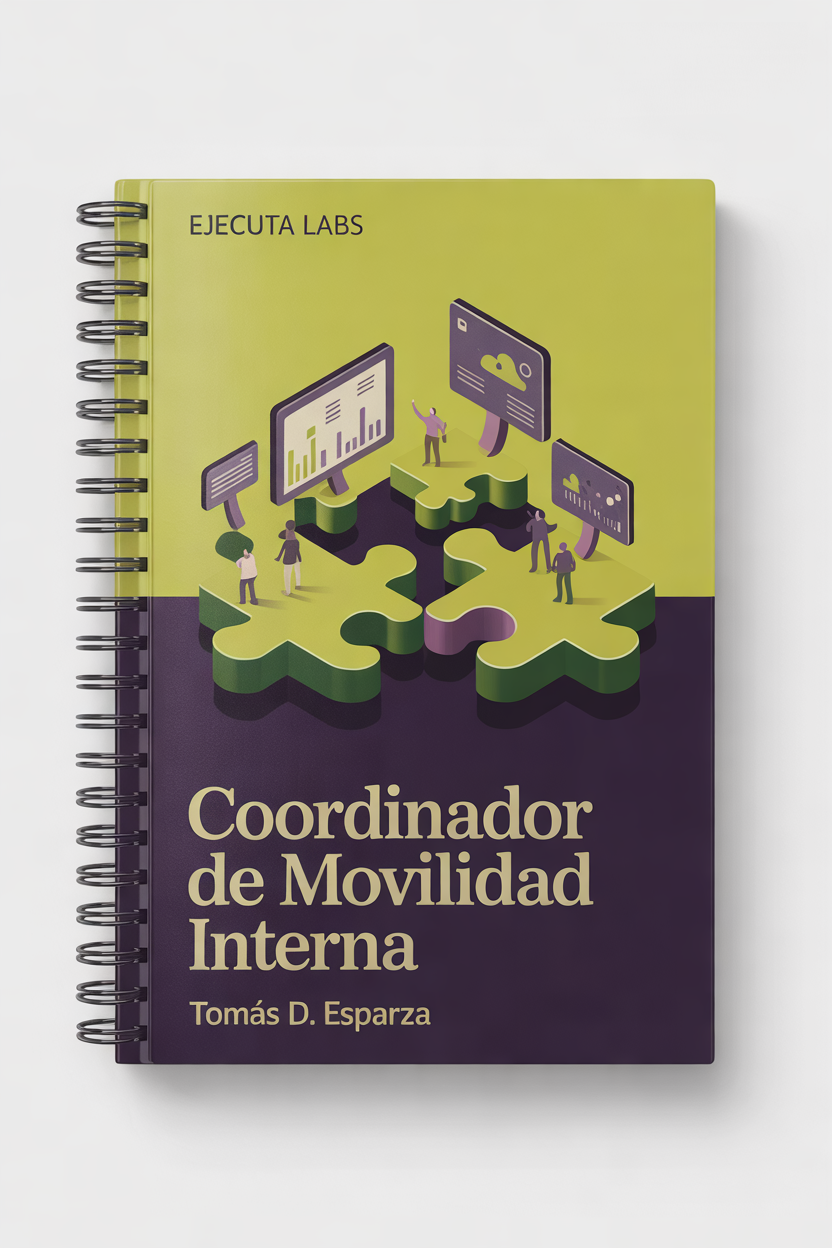 EJECUTA LABS
Coordinador
de Movilidad
Interna
Tomás D. Esparza